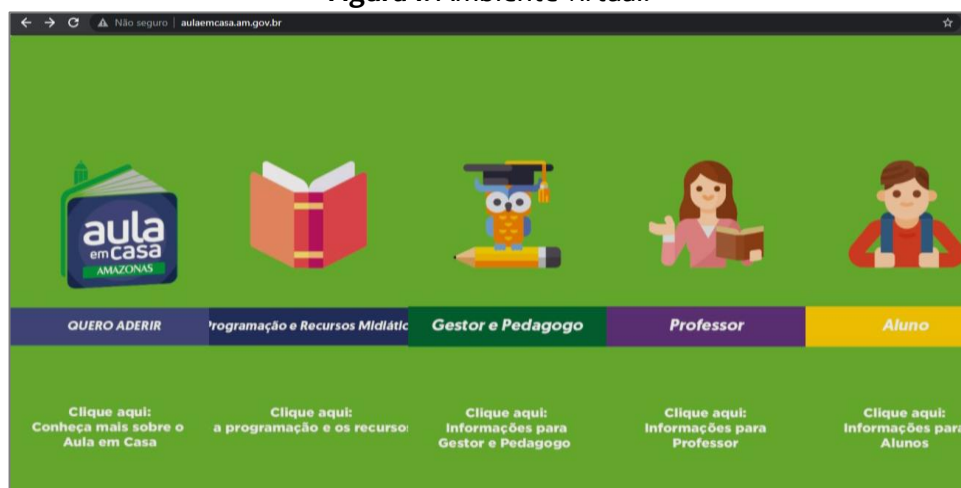 Figura 1. Ambiente virtual.
Não seguro | aulaemcasa.am.gov.br
aula
em casa
AMAZONAS
QUERO ADERIR
Programação e Recursos Midiátic
Gestor e Pedagogo
Professor
Aluno
Clique aqui:
Conheça mais sobre o
Aula em Casa
Clique aqui:
a programação e os recurso
Clique aqui:
Informações para
Gestor e Pedagogo
Clique aqui:
Informações para
Professor
Clique aqui:
Informações para
Alunos